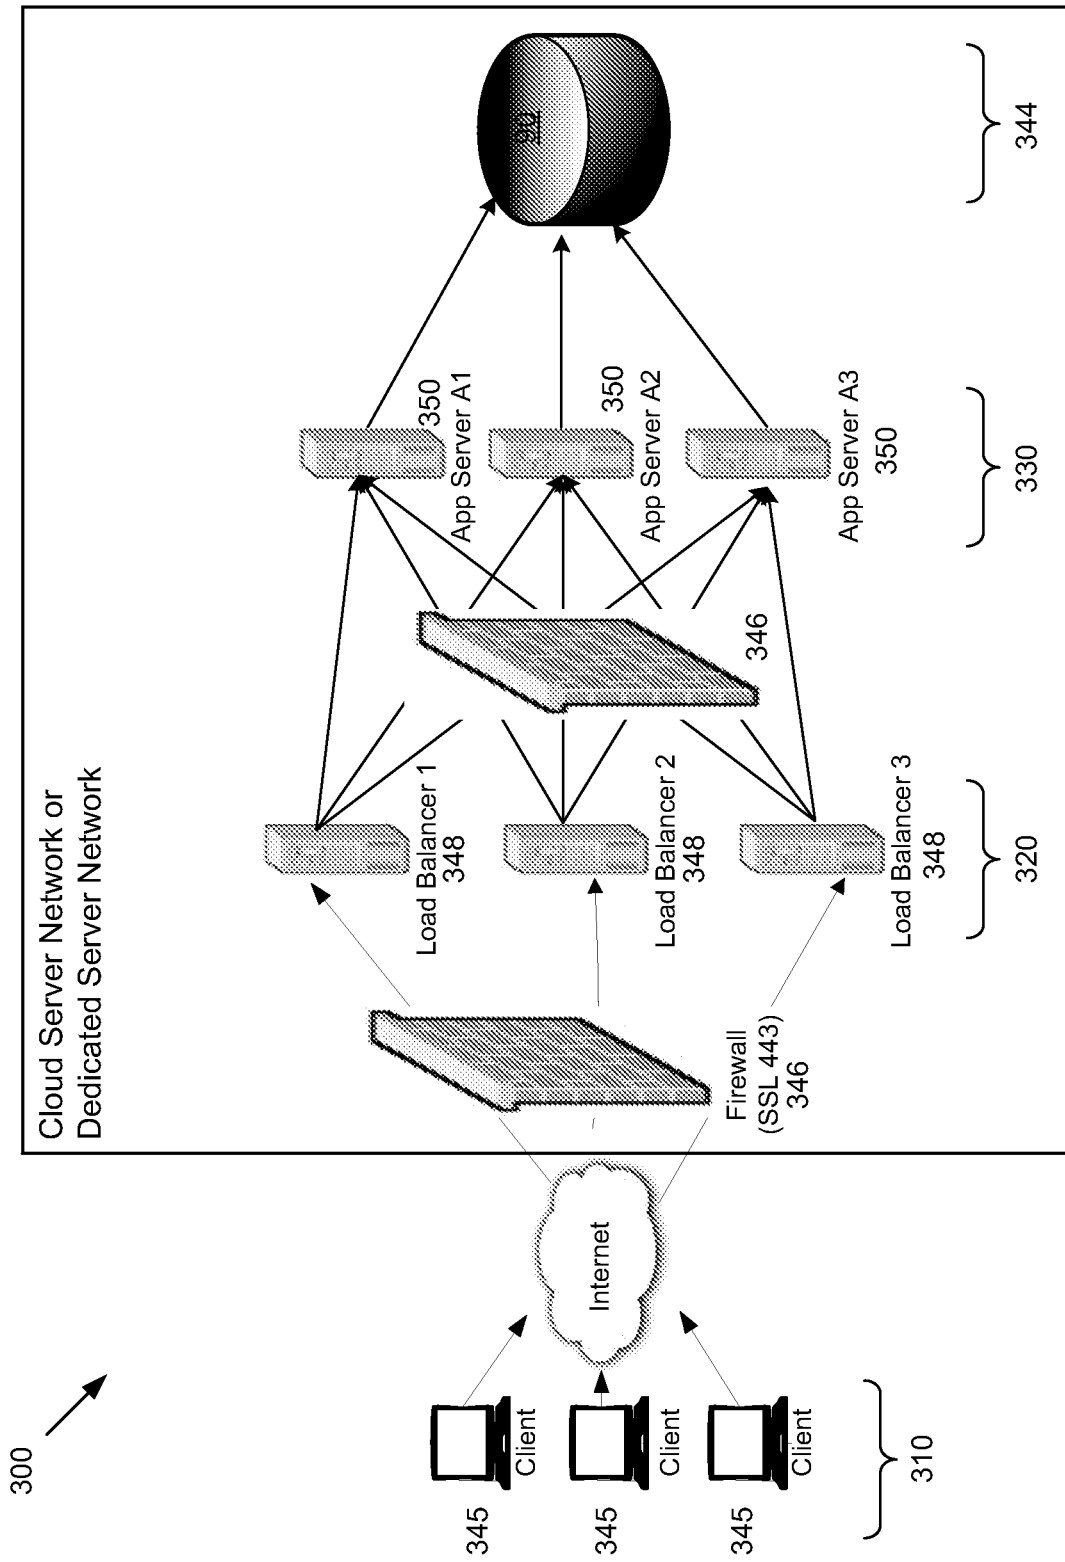 300
Cloud Server Network or
Dedicated Server Network
345
Client
345
Client
345
Client
310
Internet
Firewall
(SSL 443)
346
Load Balancer 1
348
Load Balancer 2
348
Load Balancer 3
348
320
346
350
App Server A1
350
App Server A2
App Server A3
350
330
90
344